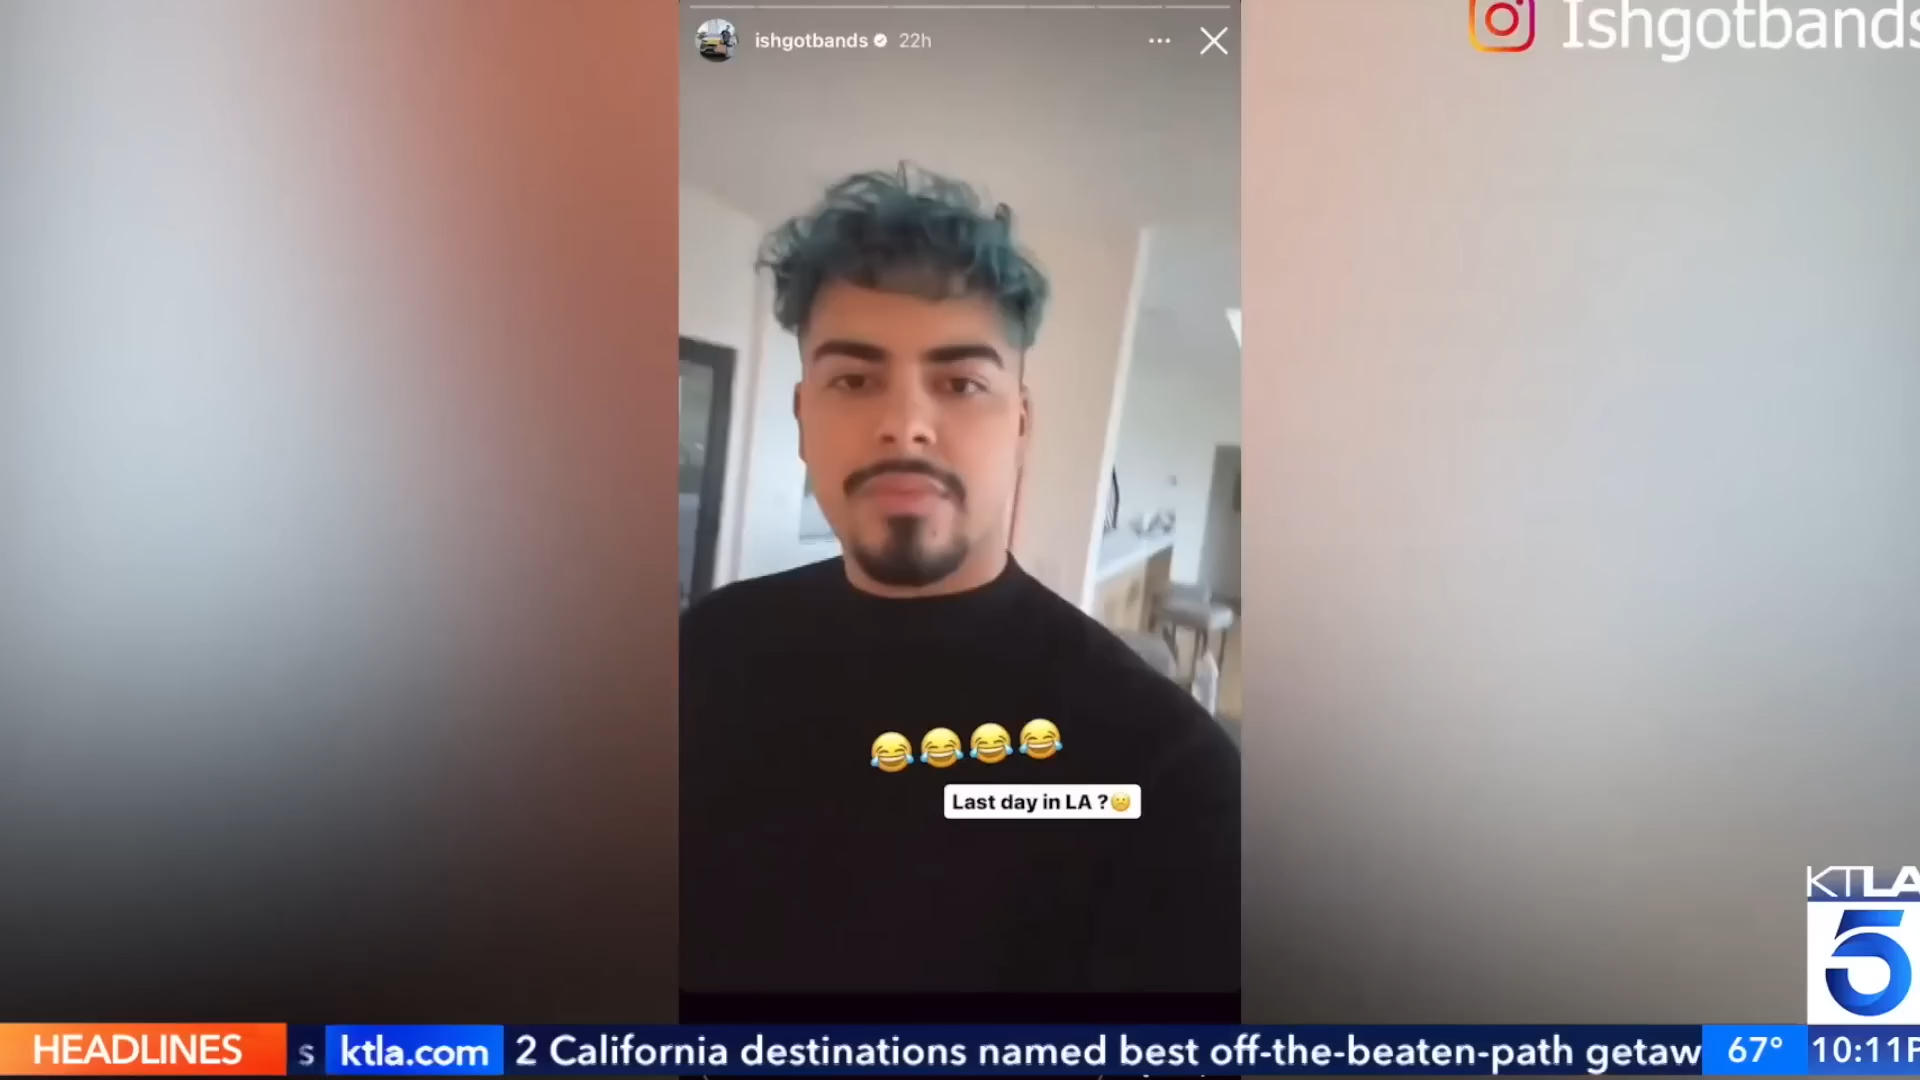 ishgotbands 22h
Ishgotbands
Last day in LA ?
KTLA
5
HEADLINES s ktla.com 2 California destinations named best off-the-beaten-path getaw 67° 10:11P